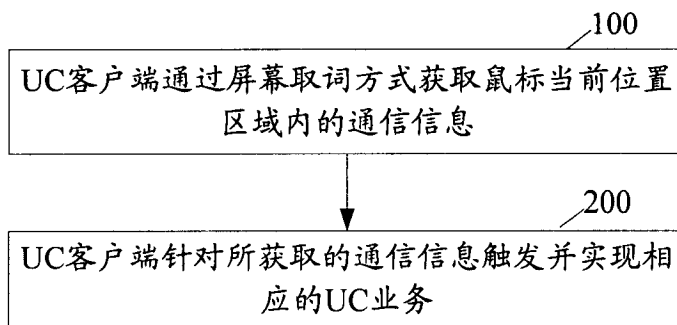 100
UC客户端通过屏幕取词方式获取鼠标当前位置
区域内的通信信息
200
UC客户端针对所获取的通信信息触发并实现相
应的UC业务